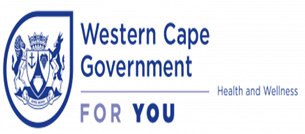 Western Cape
Government
Health and Wellness
FOR YOU